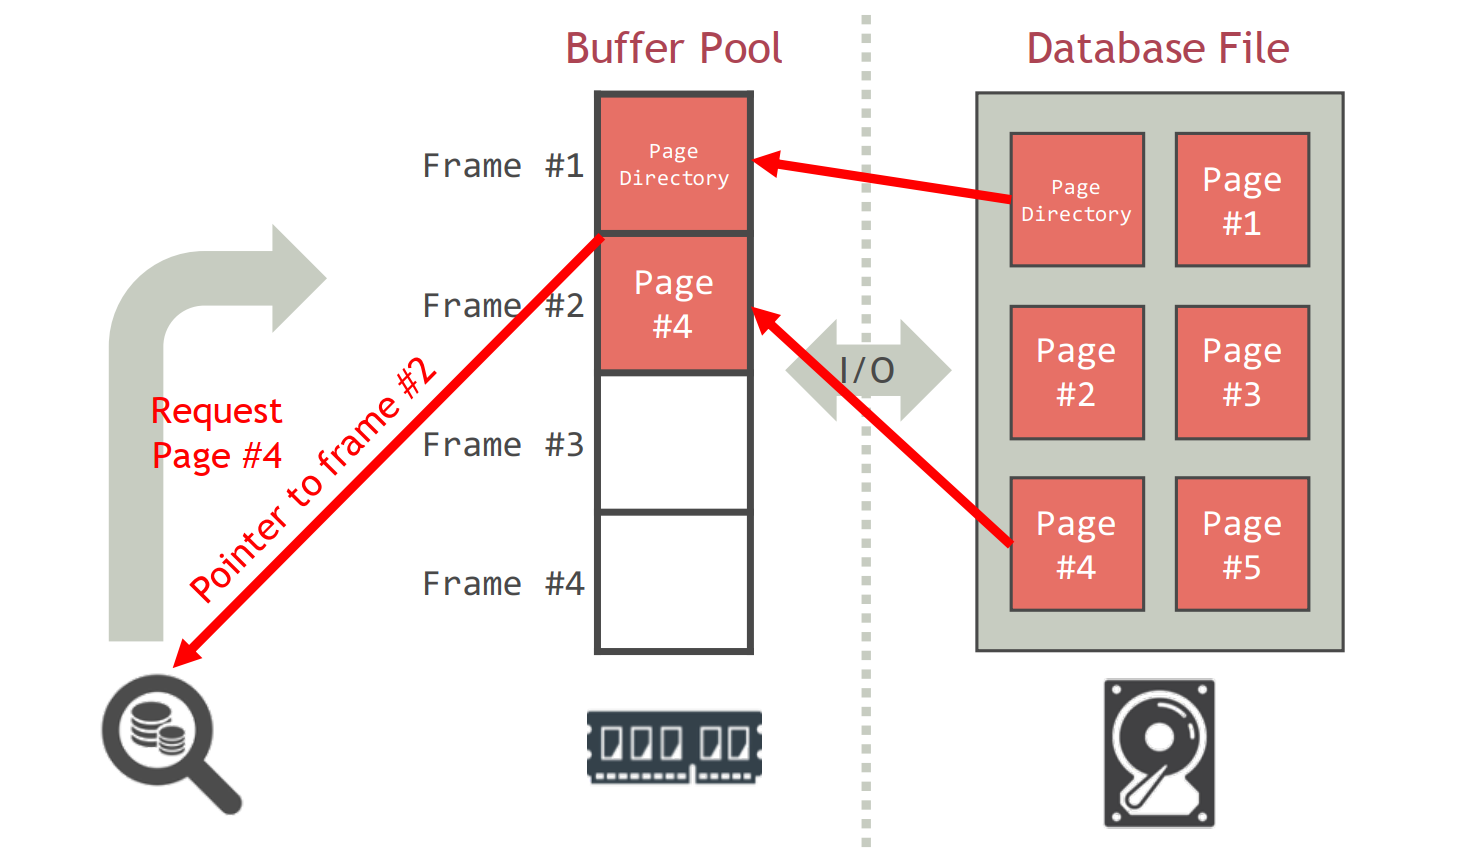 Buffer Pool
Database File
Frame #1
Page
Directory
Page
Directory
Page
#1
Frame #2
Page
#4
I/O
Page
#2
Page
#3
Request
Page #4
Pointer to frame #2
Frame #3
Frame #4
Page
#4
Page
#5